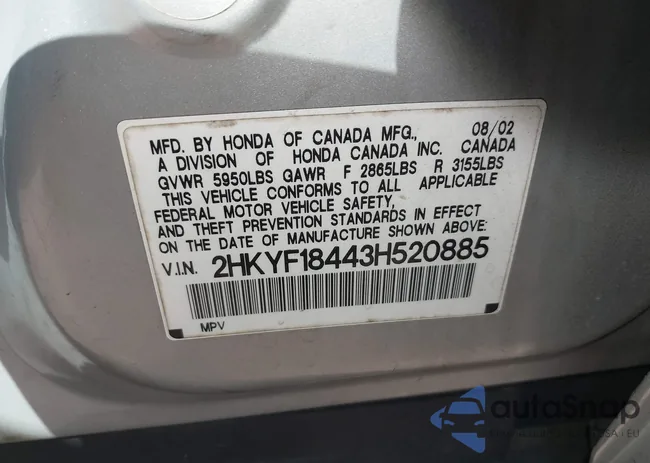 MFD. BY HONDA OF CANADA MFG., 08/02
A DIVISION OF HONDA CANADA INC. CANADA
GVWR 5950LBS GAWR F 2865LBS R 3155LBS
THIS VEHICLE CONFORMS TO ALL APPLICABLE
FEDERAL MOTOR VEHICLE SAFETY,
AND THEFT PREVENTION STANDARDS IN EFFECT
ON THE DATE OF MANUFACTURE SHOWN ABOVE:
V.I.N. 2HKYF18443H520885
MPV
autoSnap